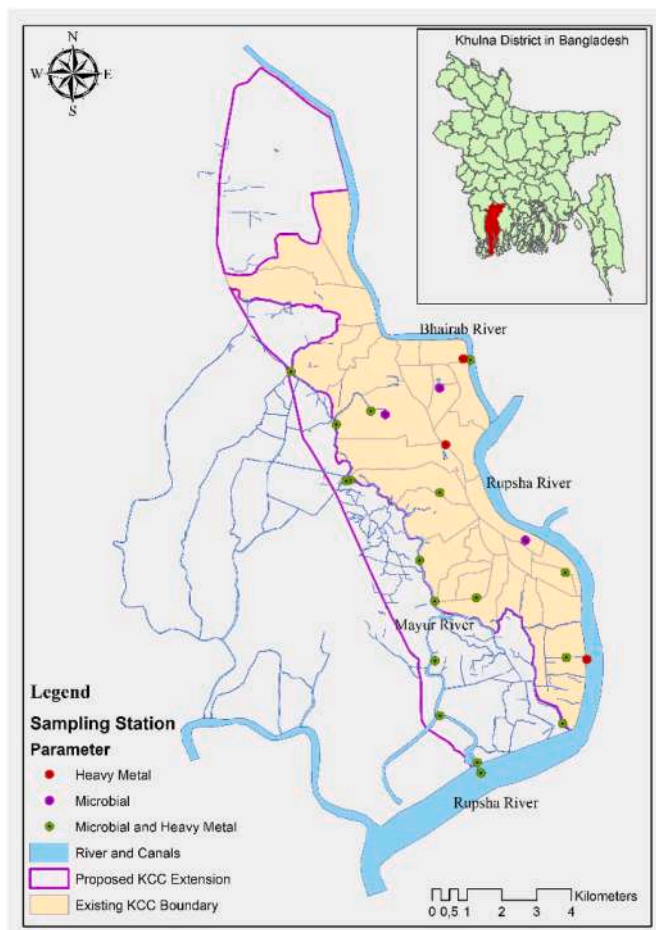 N
W E
S
Khulna District in Bangladesh
Bhairab River
Rupsha River
Mayur River
Rupsha River
Legend
Sampling Station
Parameter
Heavy Metal
Microbial
Microbial and Heavy Metal
River and Canals
Proposed KCC Extension
Existing KCC Boundary
Kilometers
0 0,5 1 2 3 4